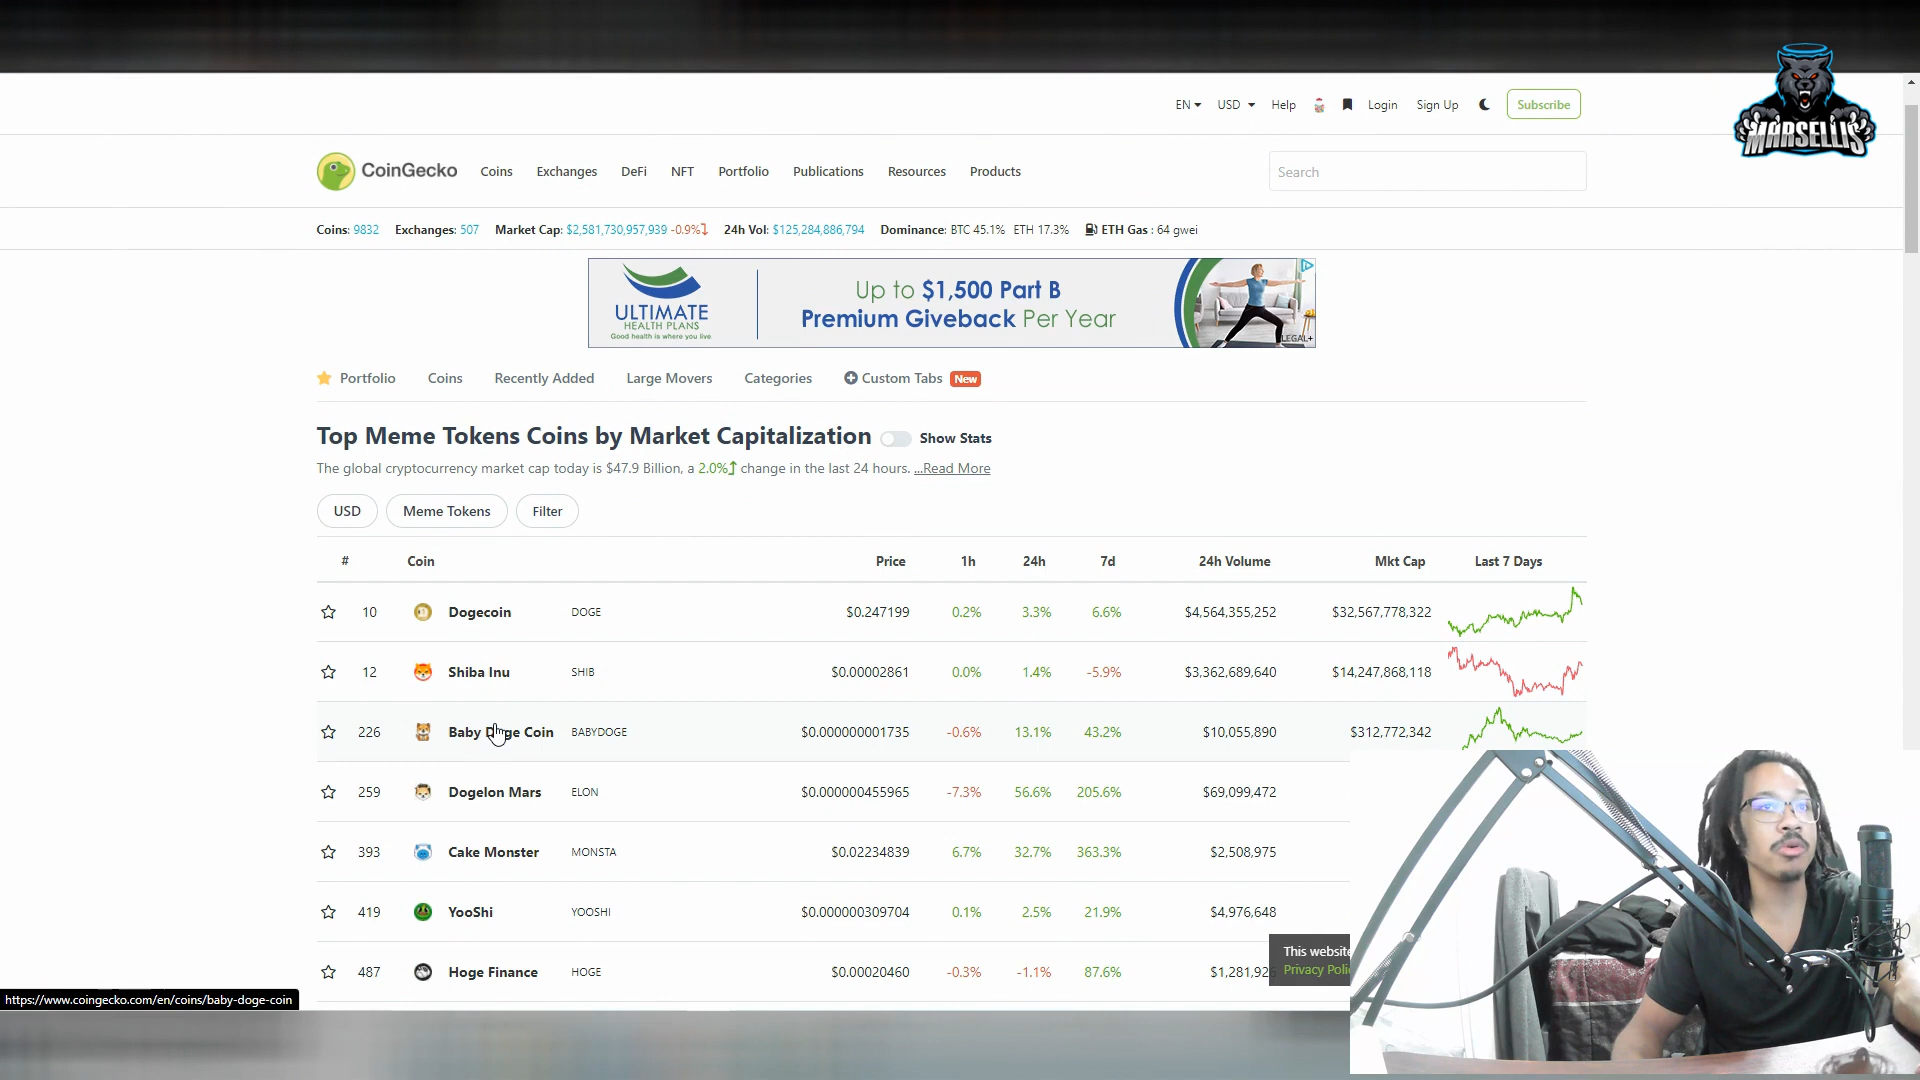 EN USD Help Login Sign Up Subscribe
MARSELLIS
CoinGecko Coins Exchanges DeFi NFT Portfolio Publications Resources Products Search
Coins: 9832 Exchanges: 507 Market Cap: $2,581,730,957,939 -0.9% 24h Vol: $125,284,886,794 Dominance: BTC 45.1% ETH 17.3% ETH Gas : 64 gwei
ULTIMATE
HEALTH PLANS
Good health is where you live
Up to $1,500 Part B
Premium Giveback Per Year
LEGAL+
Portfolio Coins Recently Added Large Movers Categories Custom Tabs New
Top Meme Tokens Coins by Market Capitalization Show Stats
The global cryptocurrency market cap today is $47.9 Billion, a 2.0% change in the last 24 hours. ...Read More
USD Meme Tokens Filter
# Coin Price 1h 24h 7d 24h Volume Mkt Cap Last 7 Days
10 Dogecoin DOGE $0.247199 0.2% 3.3% 6.6% $4,564,355,252 $32,567,778,322
12 Shiba Inu SHIB $0.00002861 0.0% 1.4% -5.9% $3,362,689,640 $14,247,868,118
226 Baby Doge Coin BABYDOGE $0.000000001735 -0.6% 13.1% 43.2% $10,055,890 $312,772,342
259 Dogelon Mars ELON $0.000000455965 -7.3% 56.6% 205.6% $69,099,472
393 Cake Monster MONSTA $0.02234839 6.7% 32.7% 363.3% $2,508,975
419 YooShi YOOSHI $0.000000309704 0.1% 2.5% 21.9% $4,976,648
487 Hoge Finance HOGE $0.00020460 -0.3% -1.1% 87.6%
This website
Privacy
https://www.coingecko.com/en/coins/baby-doge-coin